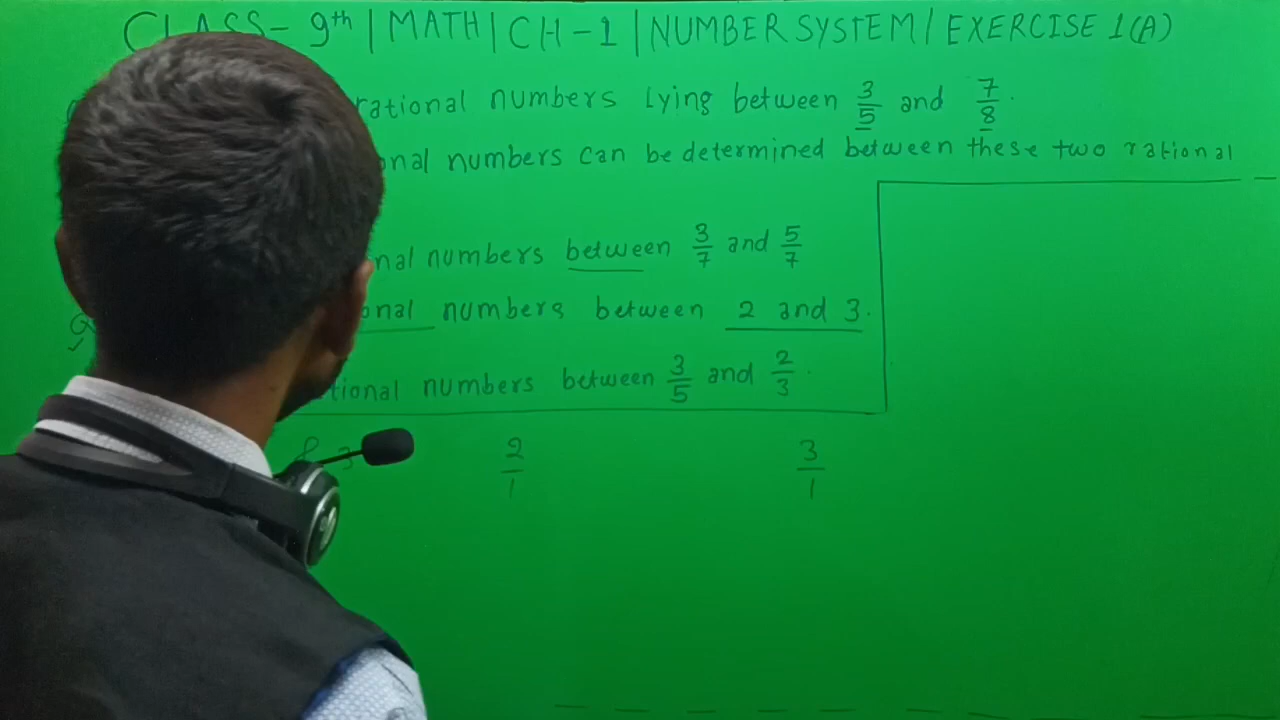 CLASS- 9th | MATH | CH-1 | NUMBER SYSTEM / EXERCISE 1(A)
rational numbers lying between 3/5 and 7/8.
onal numbers can be determined between these two rational
nal numbers between 3/7 and 5/7
onal numbers between 2 and 3.
tional numbers between 3/5 and 2/3.
2/1 3/1